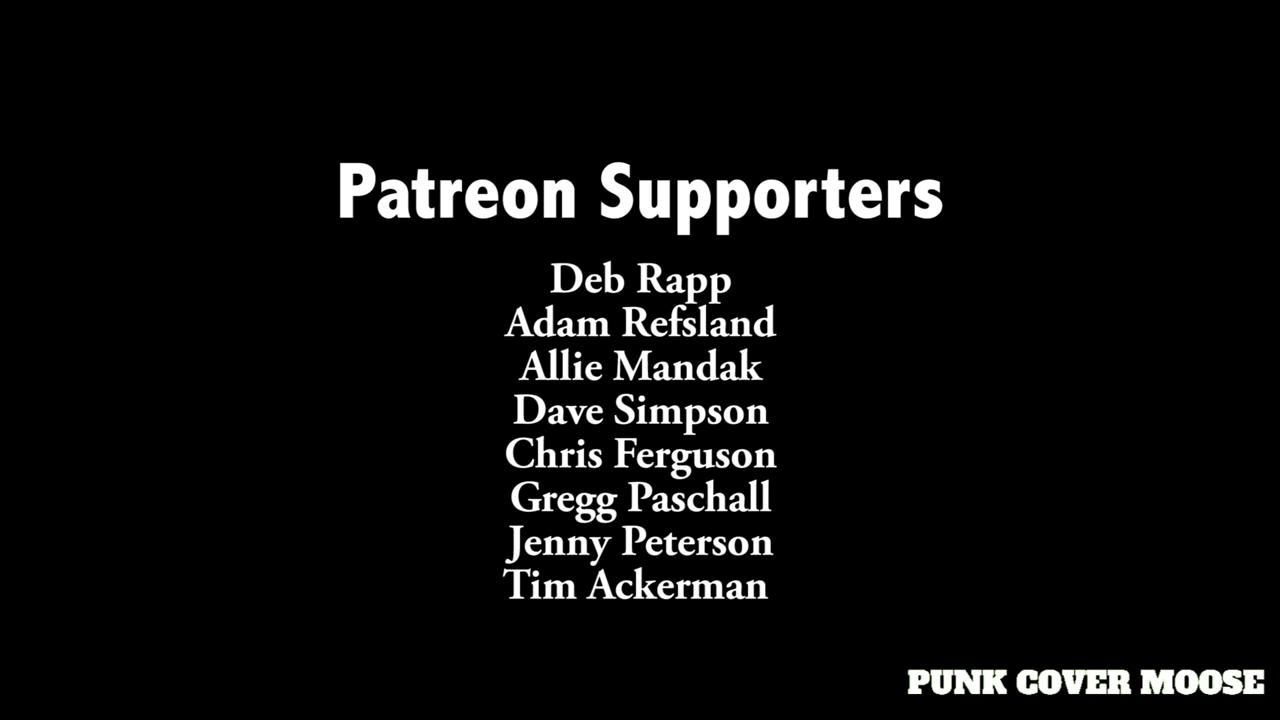 Patreon Supporters
Deb Rapp
Adam Refsland
Allie Mandak
Dave Simpson
Chris Ferguson
Gregg Paschall
Jenny Peterson
Tim Ackerman
PUNK COVER MOOSE